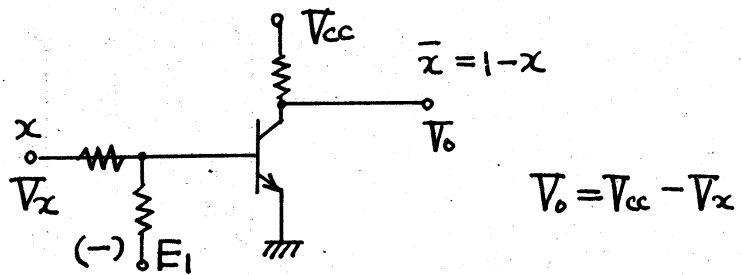 Vcc
x̄ = 1 - x
x
Vo
Vx
Vo = Vcc - Vx
(-) E1